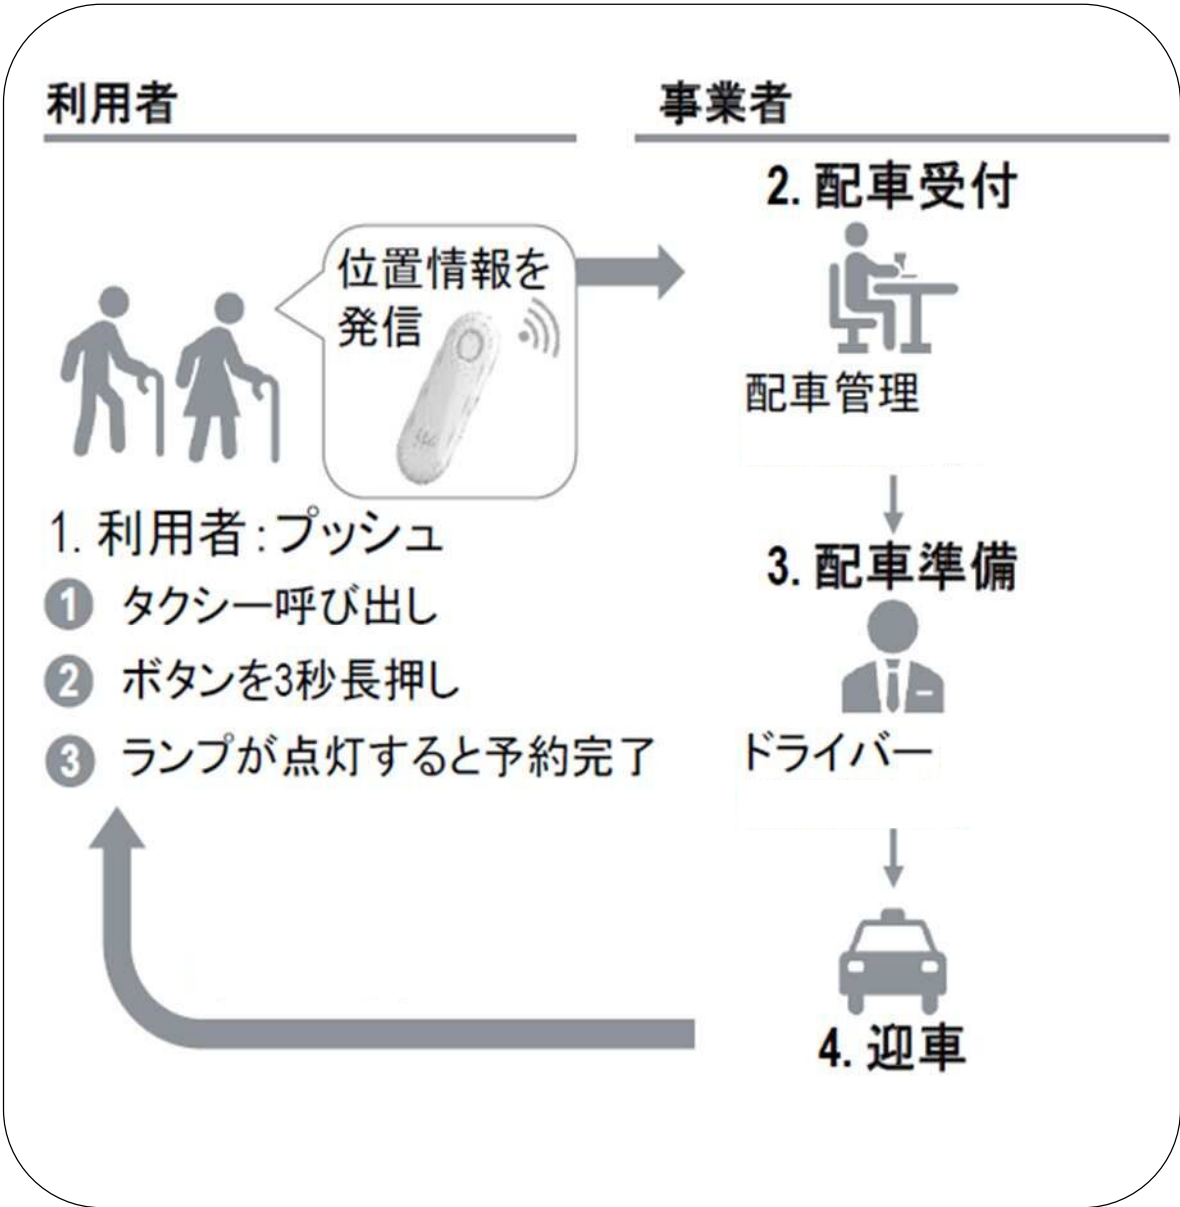 利用者
事業者
2. 配車受付
位置情報を
発信
配車管理
1. 利用者：プッシュ
1 タクシー呼び出し
2 ボタンを3秒長押し
3 ランプが点灯すると予約完了
3. 配車準備
ドライバー
4. 迎車